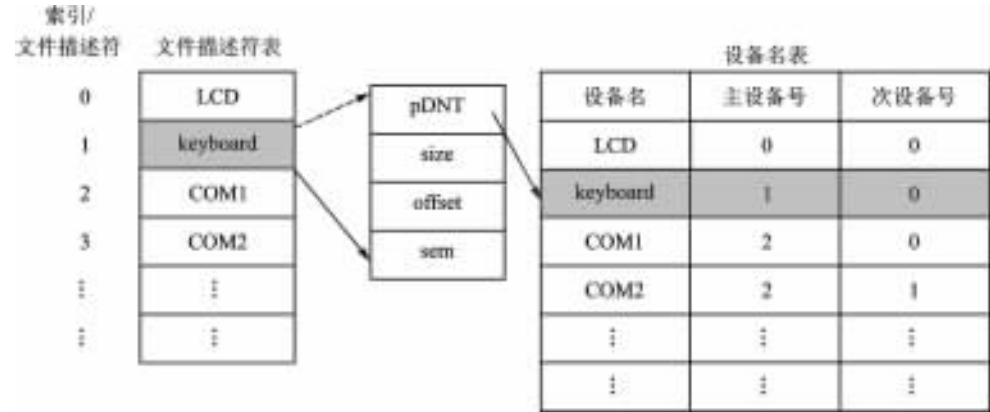 索引/
文件描述符 文件描述符表
设备名表
0 LCD pDNT 设备名 主设备号 次设备号
1 keyboard size LCD 0 0
2 COM1 offset keyboard 1 0
3 COM2 sem COM1 2 0
⋮ ⋮ COM2 2 1
⋮ ⋮ ⋮ ⋮ ⋮
⋮ ⋮ ⋮